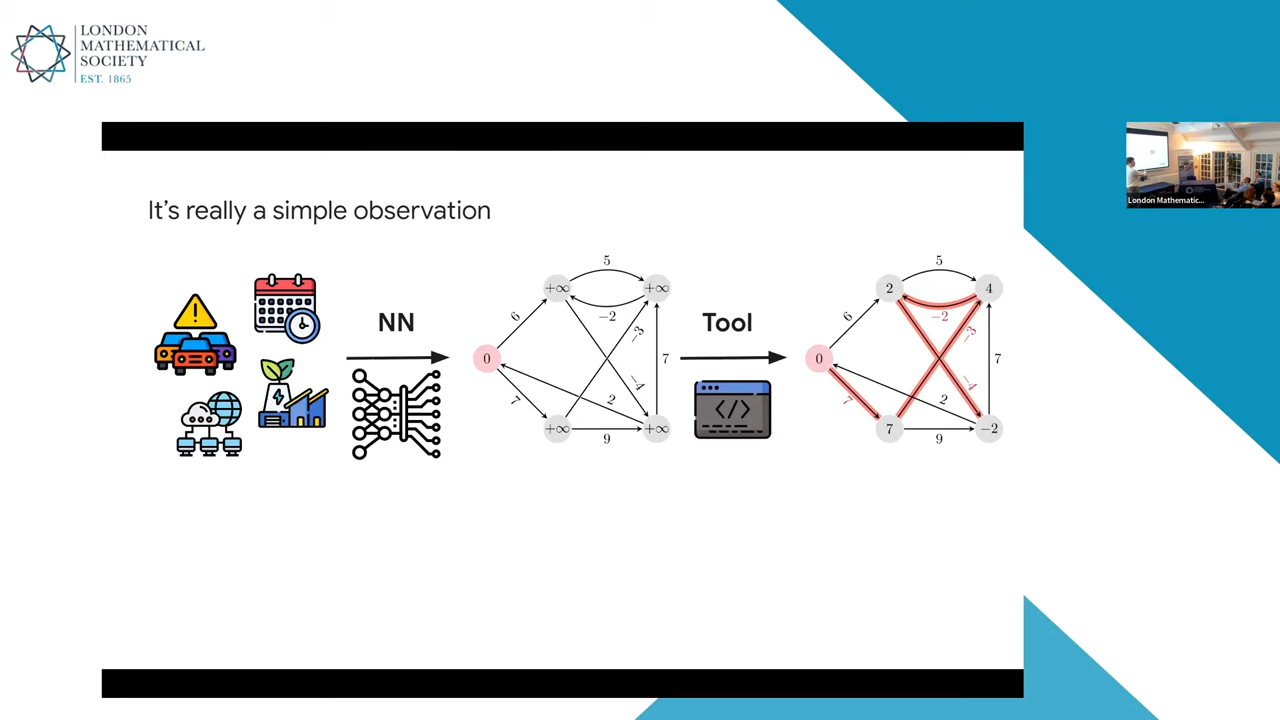 LONDON
MATHEMATICAL
SOCIETY
EST. 1865
London Mathematic...
It's really a simple observation
NN
Tool
</>
5
+∞ +∞
6 −2 −3
0 7
7 2 −4
+∞ +∞
9
5
2 4
6 −2 −3
0 7
7 2 −4
7 −2
9